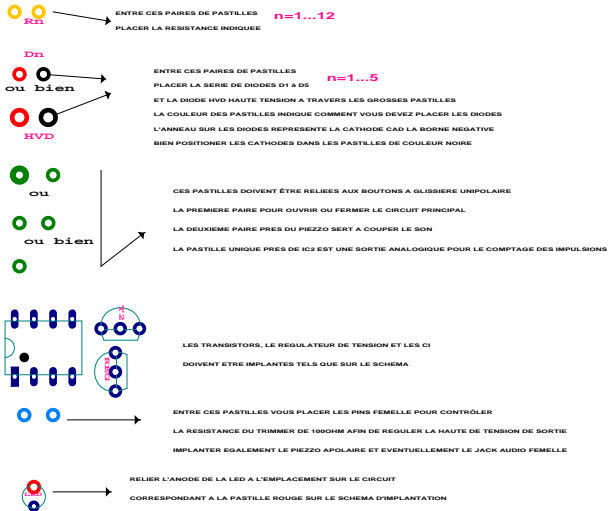 ENTRE CES PAIRES DE PASTILLES n=1...12
Rn
PLACER LA RESISTANCE INDIQUEE
Dn
ENTRE CES PAIRES DE PASTILLES n=1...5
PLACER LA SERIE DE DIODES D1 à D5
ou bien
ET LA DIODE HVD HAUTE TENSION A TRAVERS LES GROSSES PASTILLES
LA COULEUR DES PASTILLES INDIQUE COMMENT VOUS DEVEZ PLACER LES DIODES
L'ANNEAU SUR LES DIODES REPRESENTE LA CATHODE CAD LA BORNE NEGATIVE
HVD
BIEN POSITIONER LES CATHODES DANS LES PASTILLES DE COULEUR NOIRE
ou
CES PASTILLES DOIVENT ÊTRE RELIEES AUX BOUTONS A GLISSIERE UNIPOLAIRE
LA PREMIERE PAIRE POUR OUVRIR OU FERMER LE CIRCUIT PRINCIPAL
LA DEUXIEME PAIRE PRES DU PIEZZO SERT A COUPER LE SON
ou bien
LA PASTILLE UNIQUE PRES DE IC2 EST UNE SORTIE ANALOGIQUE POUR LE COMPTAGE DES IMPULSIONS
T2
LES TRANSISTORS, LE REGULATEUR DE TENSION ET LES CI
REG
DOIVENT ETRE IMPLANTES TELS QUE SUR LE SCHEMA
ENTRE CES PASTILLES VOUS PLACER LES PINS FEMELLE POUR CONTRÔLER
LA RESISTANCE DU TRIMMER DE 100OHM AFIN DE REGULER LA HAUTE DE TENSION DE SORTIE
IMPLANTER EGALEMENT LE PIEZZO APOLAIRE ET EVENTUELLEMENT LE JACK AUDIO FEMELLE
RELIER L'ANODE DE LA LED A L'EMPLACEMENT SUR LE CIRCUIT
LED
CORRESPONDANT A LA PASTILLE ROUGE SUR LE SCHEMA D'IMPLANTATION